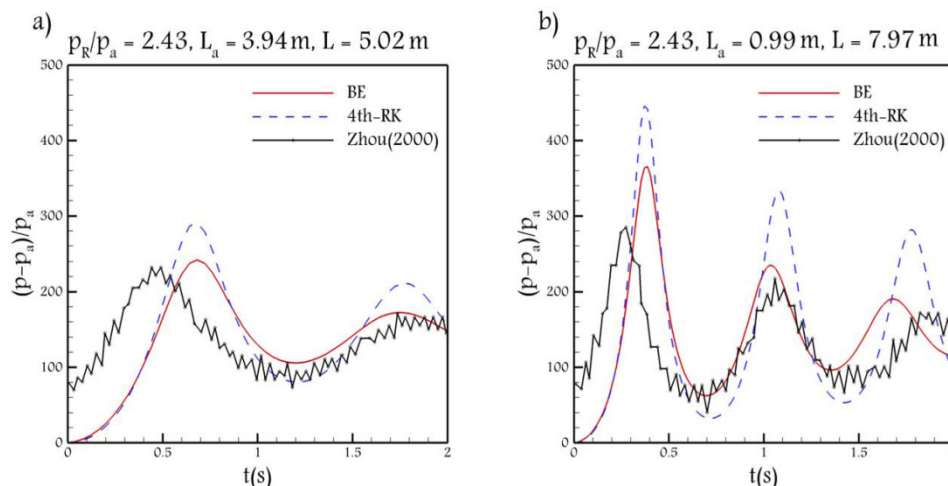 a)
p_R/p_a = 2.43, L_a = 3.94 m, L = 5.02 m
500
400
300
200
100
0
(p-p_a)/p_a
BE
4th-RK
Zhou(2000)
0 0.5 1 1.5 2
t(s)
b)
p_R/p_a = 2.43, L_a = 0.99 m, L = 7.97 m
500
400
300
200
100
0
(p-p_a)/p_a
BE
4th-RK
Zhou(2000)
0 0.5 1 1.5
t(s)